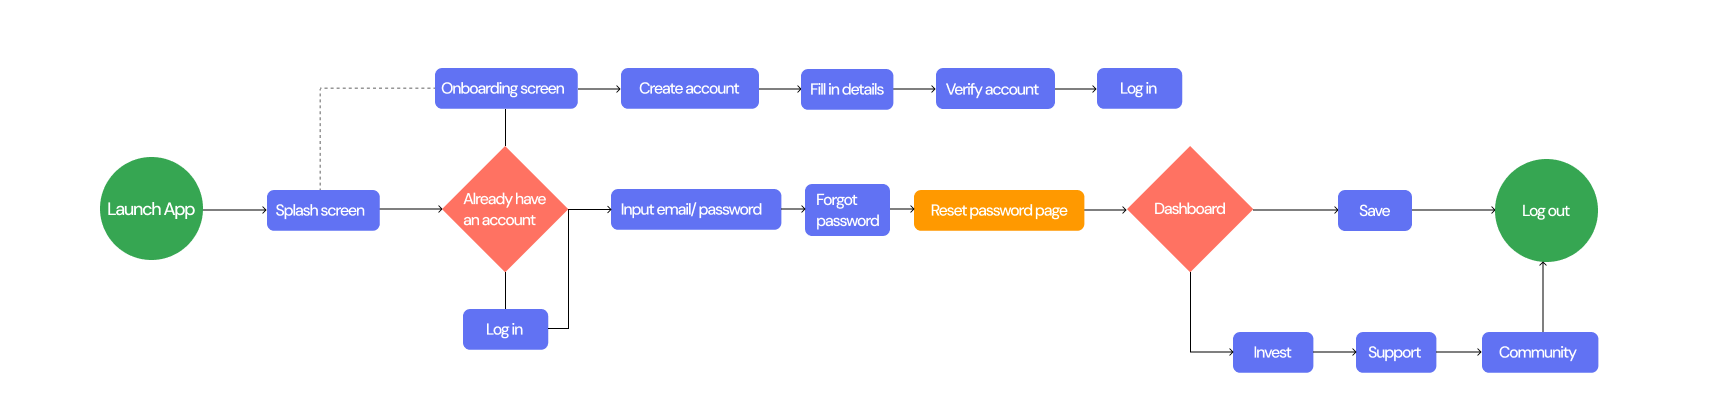 Onboarding screen
Create account
Fill in details
Verify account
Log in
Launch App
Splash screen
Already have
an account
Input email/ password
Forgot
password
Reset password page
Dashboard
Save
Log out
Log in
Invest
Support
Community